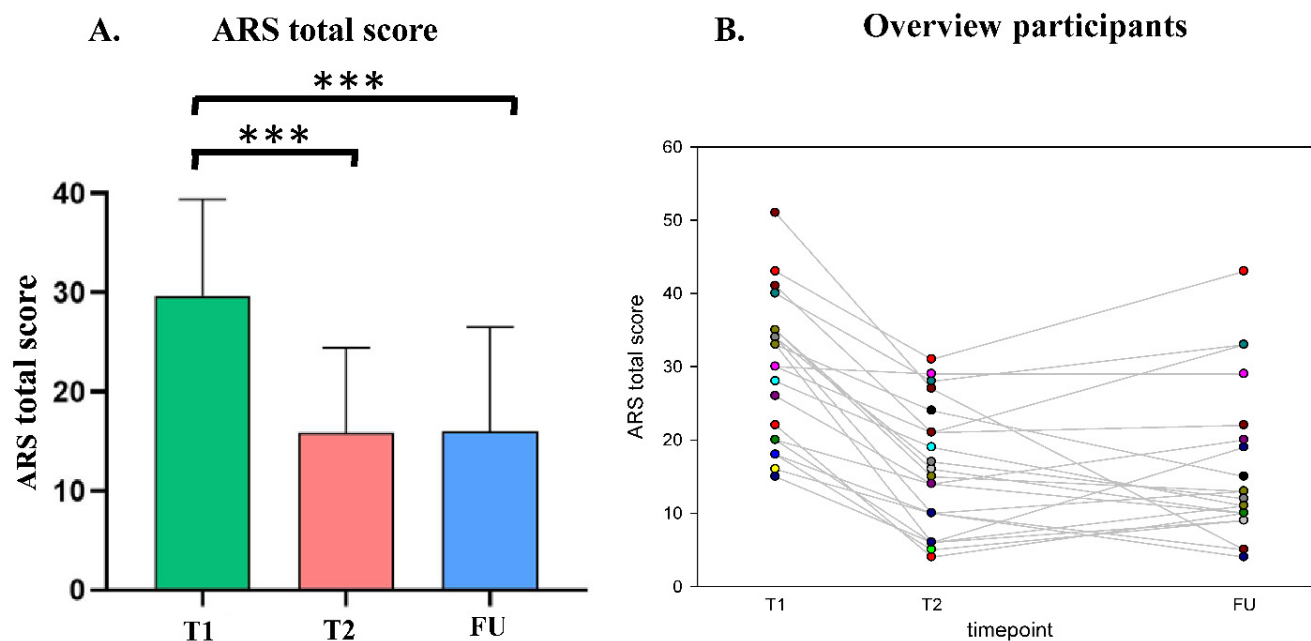 A. ARS total score
***
***
ARS total score
40
30
20
10
0
T1 T2 FU
B. Overview participants
ARS total score
60
50
40
30
20
10
0
T1 T2 FU
timepoint